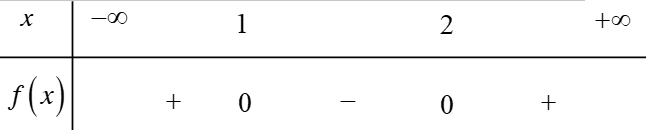 x −∞ 1 2 +∞
f(x) + 0 − 0 +